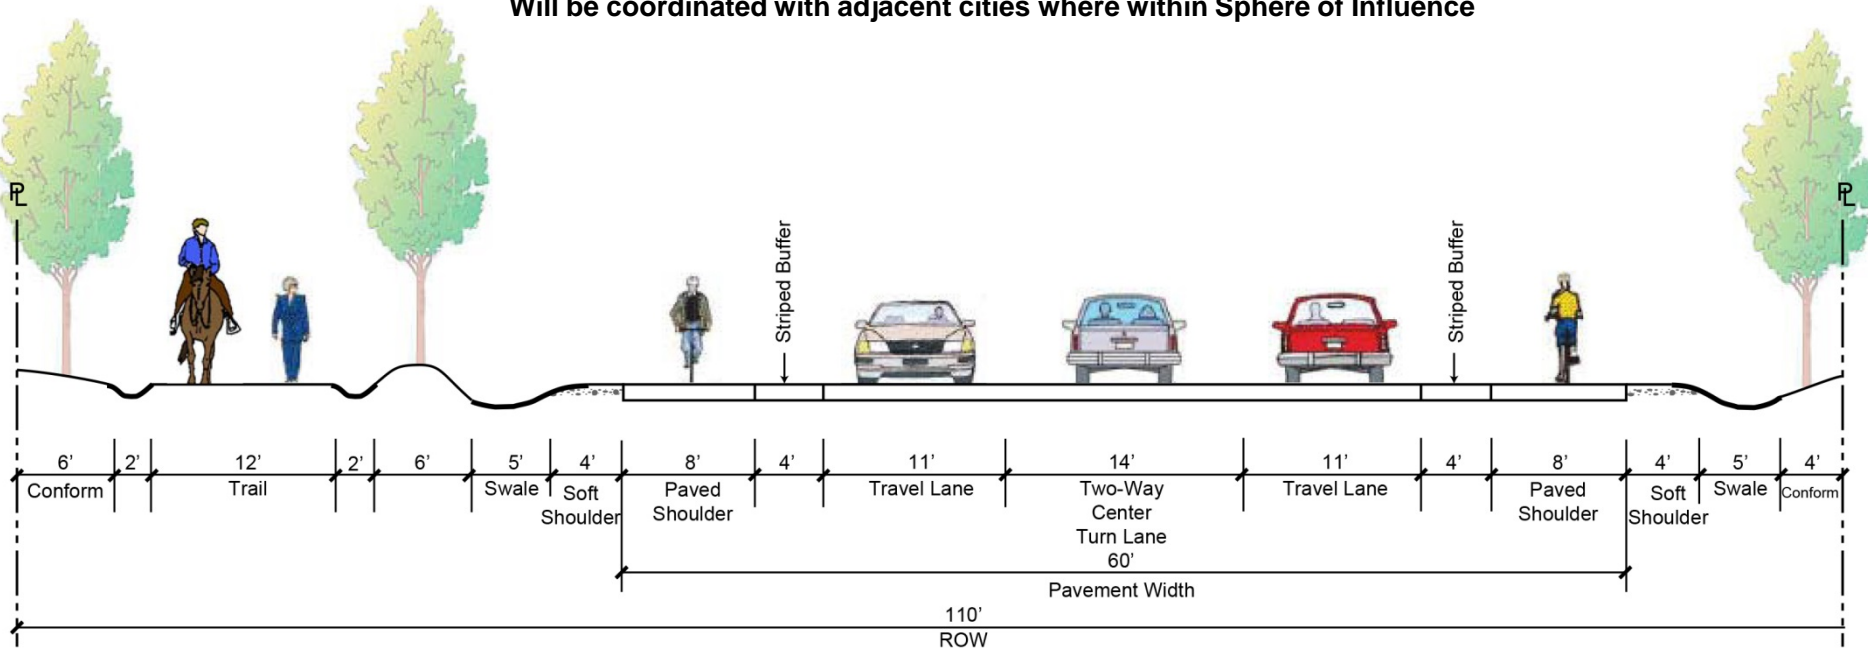 Will be coordinated with adjacent cities where within Sphere of Influence
PL
PL
Striped Buffer
Striped Buffer
6’ 2’ 12’ 2’ 6’ 5’ 4’ 8’ 4’ 11’ 14’ 11’ 4’ 8’ 4’ 5’ 4’
Conform
Trail
Swale
Soft
Shoulder
Paved
Shoulder
Travel Lane
Two-Way
Center
Turn Lane
Travel Lane
Paved
Shoulder
Soft
Shoulder
Swale
Conform
60’
Pavement Width
110’
ROW